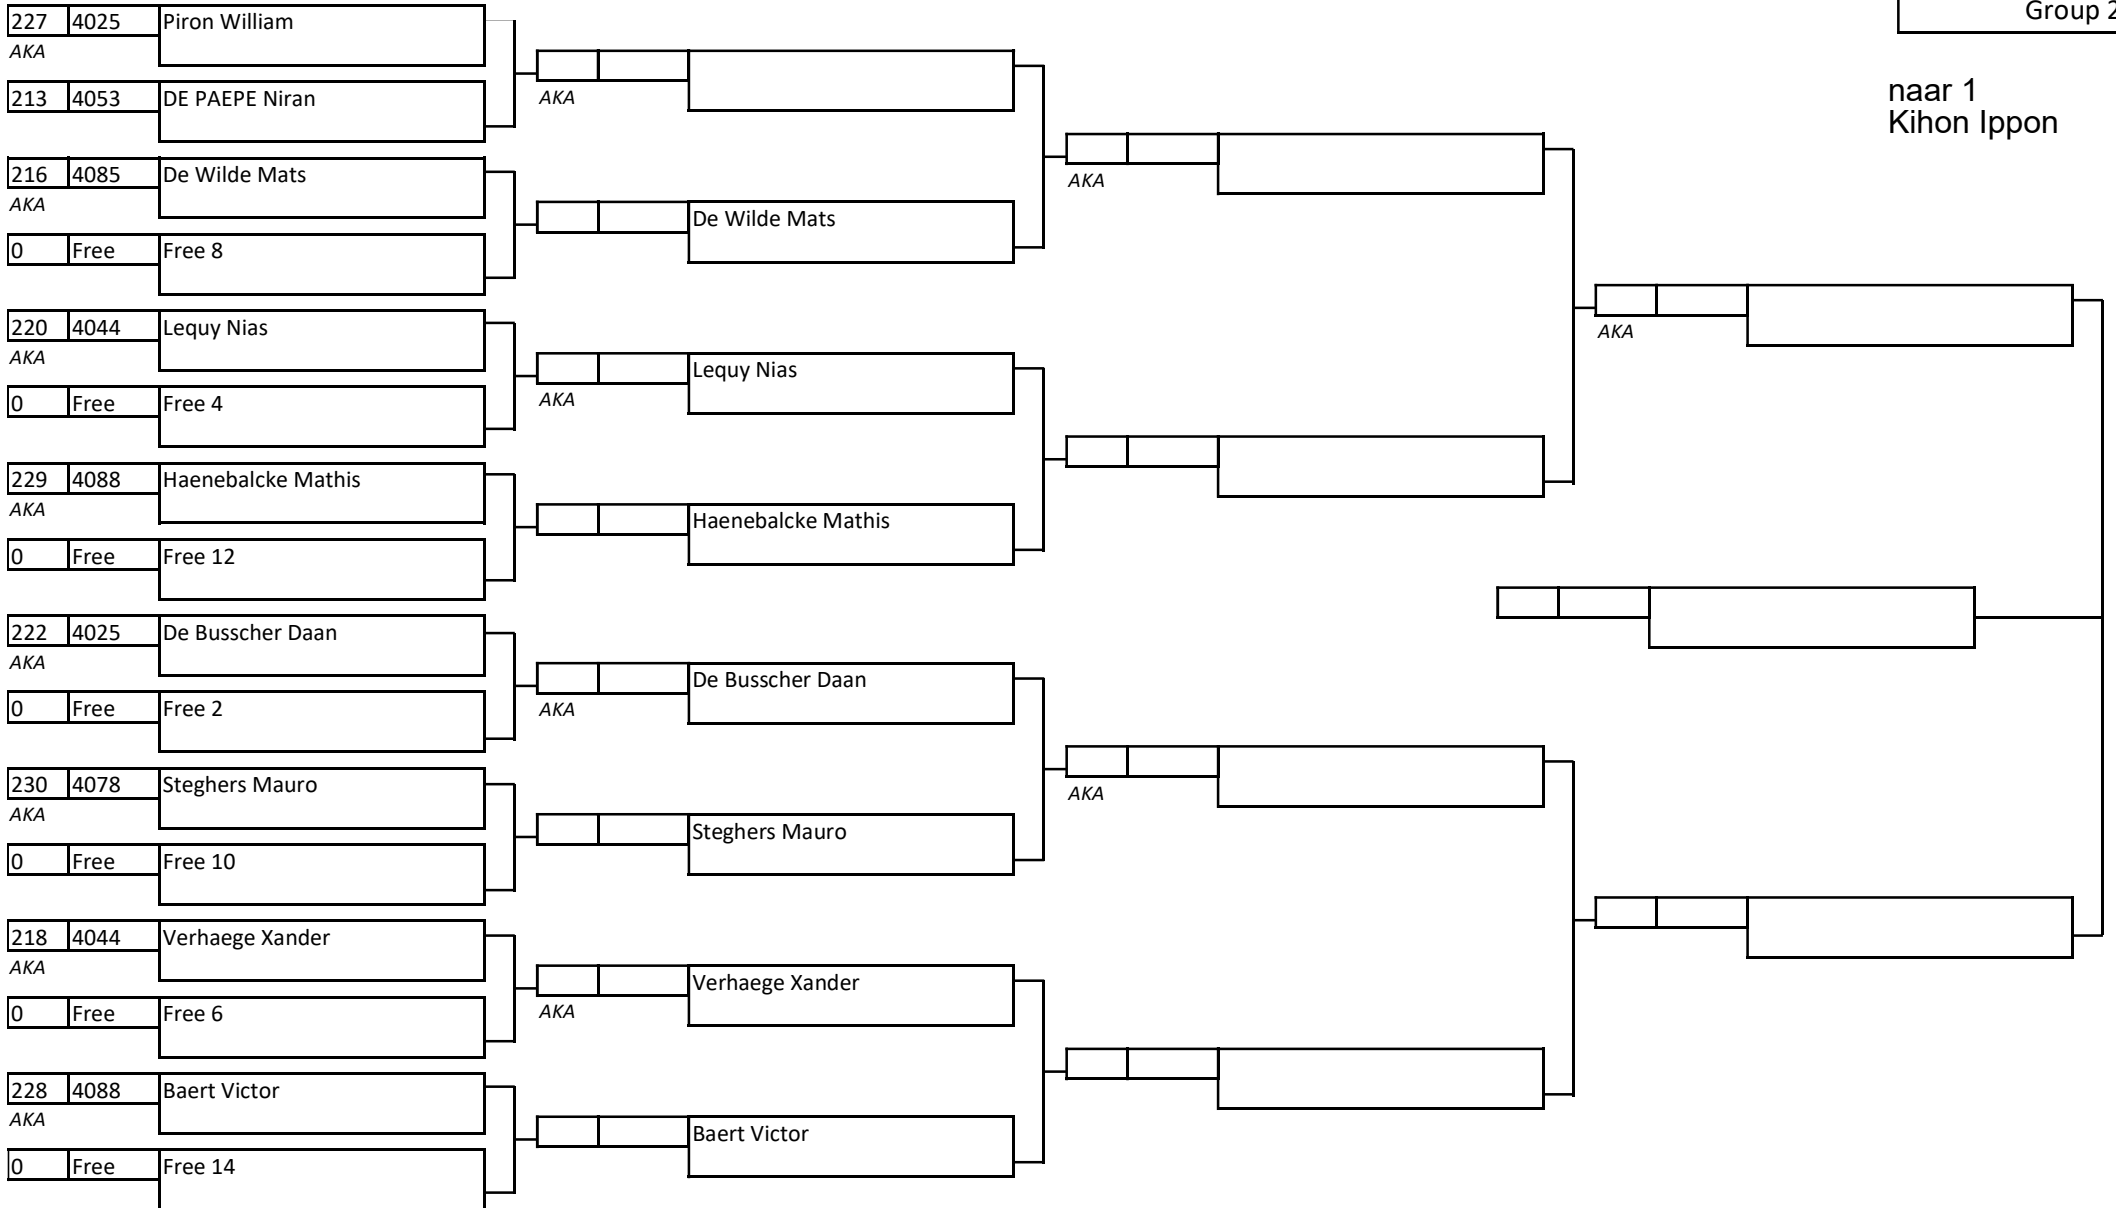 Group 2
naar 1
Kihon Ippon
227 4025 Piron William
AKA
213 4053 DE PAEPE Niran
216 4085 De Wilde Mats
AKA
0 Free Free 8
220 4044 Lequy Nias
AKA
0 Free Free 4
229 4088 Haenebalcke Mathis
AKA
0 Free Free 12
222 4025 De Busscher Daan
AKA
0 Free Free 2
230 4078 Steghers Mauro
AKA
0 Free Free 10
218 4044 Verhaege Xander
AKA
0 Free Free 6
228 4088 Baert Victor
AKA
0 Free Free 14
AKA
De Wilde Mats
Lequy Nias
AKA
Haenebalcke Mathis
De Busscher Daan
AKA
Steghers Mauro
Verhaege Xander
AKA
Baert Victor
AKA
AKA
AKA